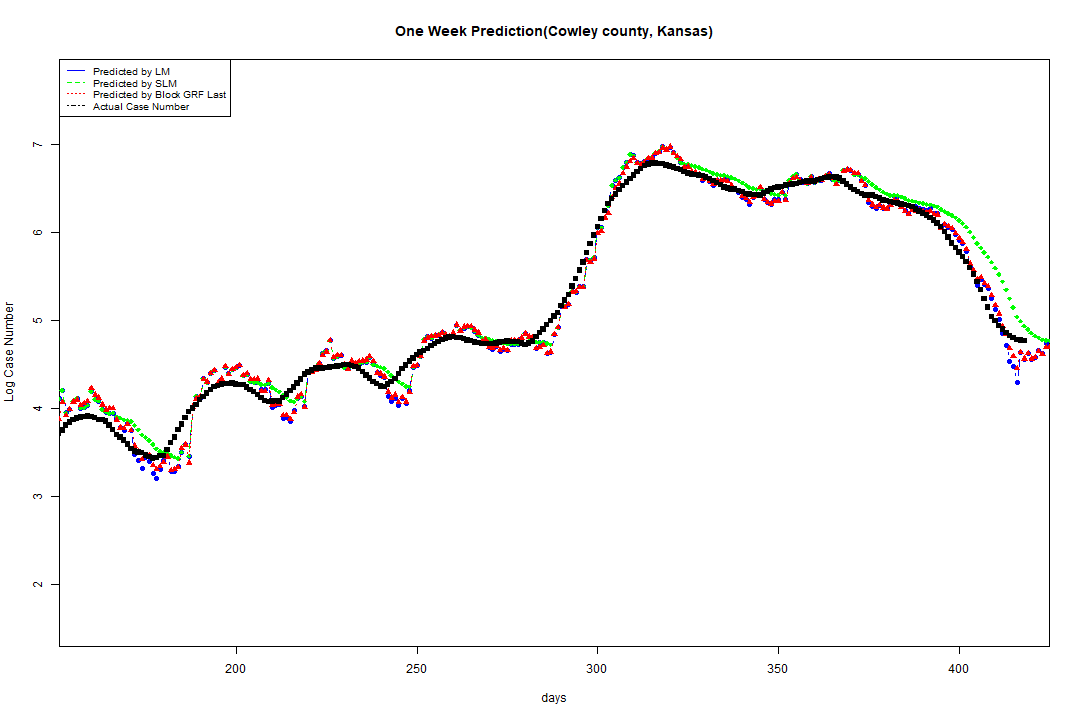 One Week Prediction(Cowley county, Kansas)
Predicted by LM
Predicted by SLM
Predicted by Block GRF Last
Actual Case Number
7
6
5
4
3
2
Log Case Number
200 250 300 350 400
days